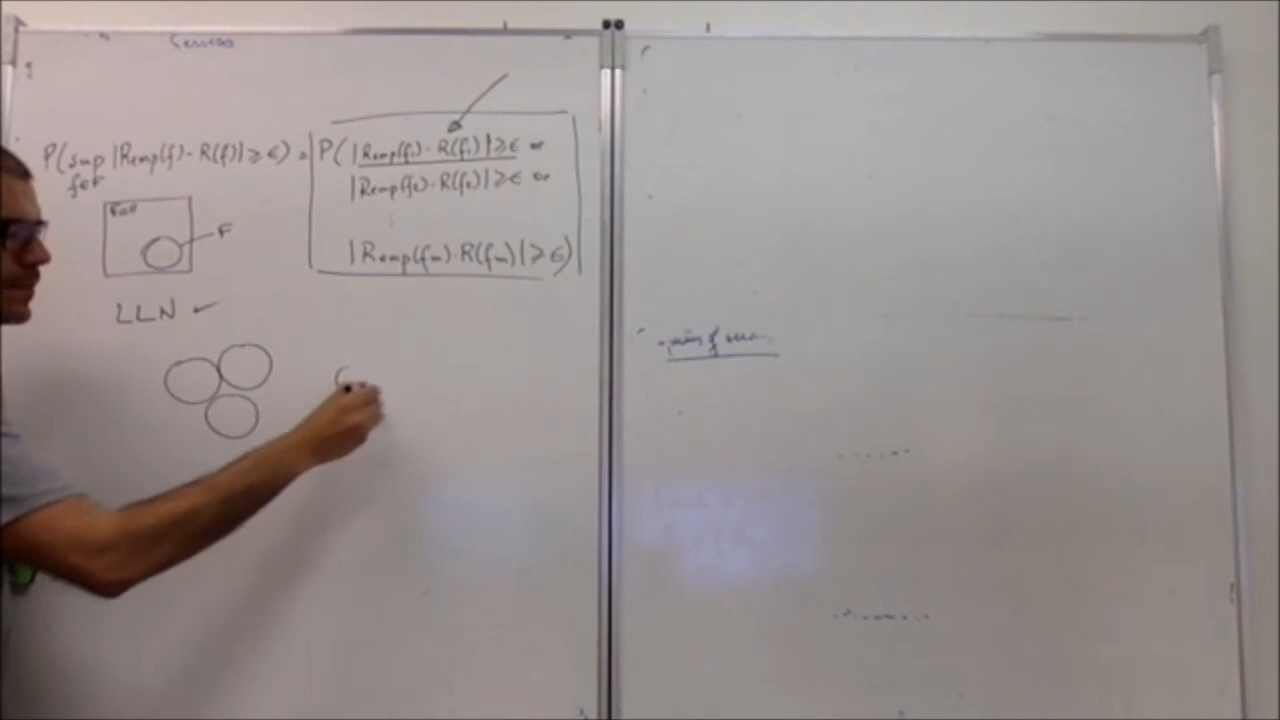 P( sup |Remp(f) - R(f)| ≥ ϵ) = P( |Remp(f₁) - R(f₁)| ≥ ϵ or
f∈F |Remp(f₂) - R(f₂)| ≥ ϵ or
|Remp(fm) - R(fm)| ≥ ϵ)
F
LLN ✓